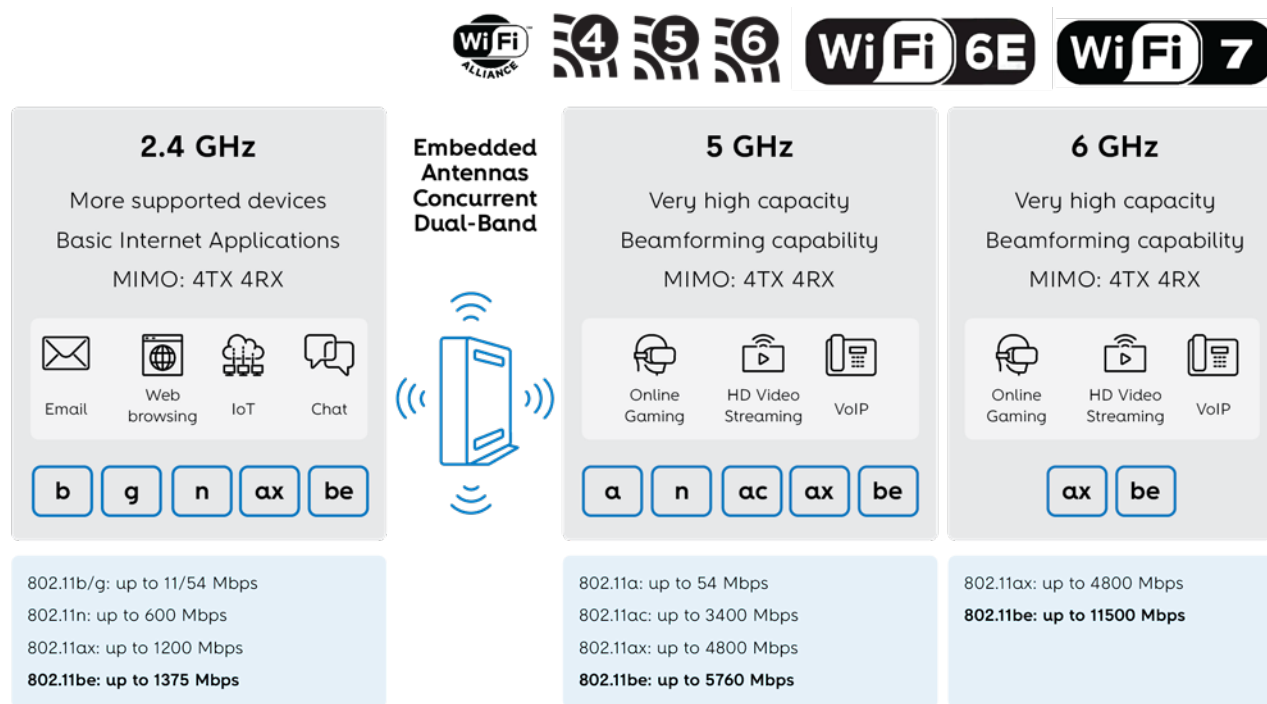 WiFi
ALLIANCE
4
5
6
WiFi 6E
WiFi 7
2.4 GHz
More supported devices
Basic Internet Applications
MIMO: 4TX 4RX
Email
Web
browsing
IoT
Chat
b
g
n
ax
be
802.11b/g: up to 11/54 Mbps
802.11n: up to 600 Mbps
802.11ax: up to 1200 Mbps
802.11be: up to 1375 Mbps
Embedded
Antennas
Concurrent
Dual-Band
5 GHz
Very high capacity
Beamforming capability
MIMO: 4TX 4RX
Online
Gaming
HD Video
Streaming
VoIP
a
n
ac
ax
be
802.11a: up to 54 Mbps
802.11ac: up to 3400 Mbps
802.11ax: up to 4800 Mbps
802.11be: up to 5760 Mbps
6 GHz
Very high capacity
Beamforming capability
MIMO: 4TX 4RX
Online
Gaming
HD Video
Streaming
VoIP
ax
be
802.11ax: up to 4800 Mbps
802.11be: up to 11500 Mbps